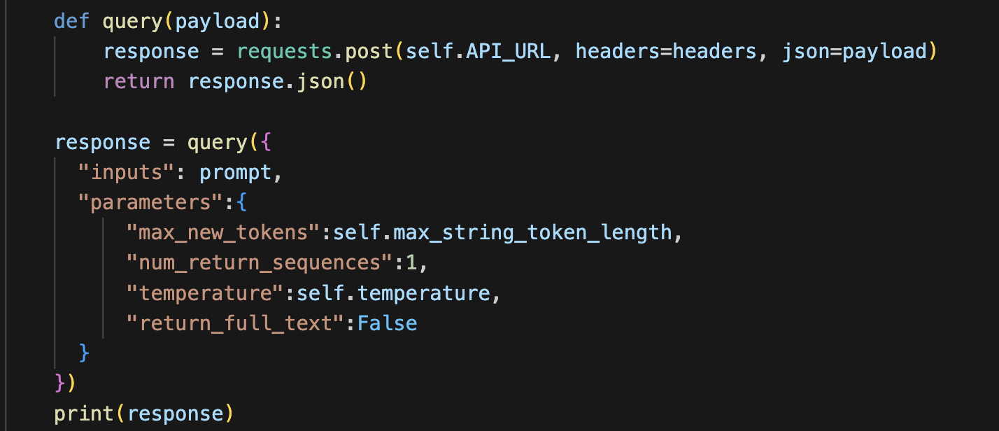 def query(payload):
    response = requests.post(self.API_URL, headers=headers, json=payload)
    return response.json()

response = query({
  "inputs": prompt,
  "parameters":{
      "max_new_tokens":self.max_string_token_length,
      "num_return_sequences":1,
      "temperature":self.temperature,
      "return_full_text":False
  }
})
print(response)